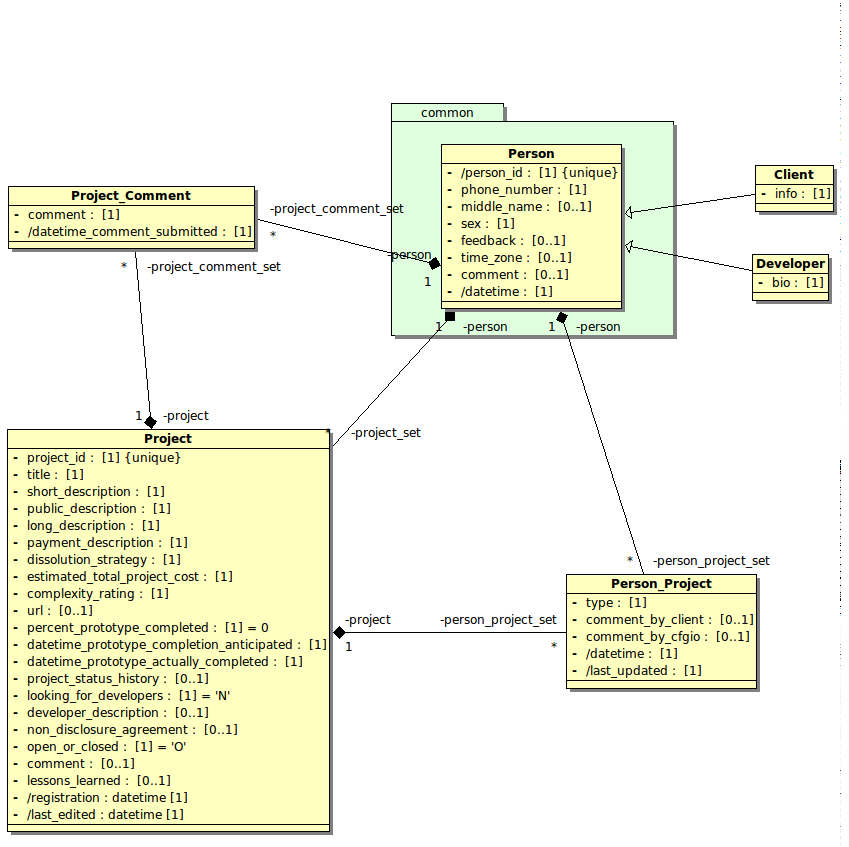 common
Person
- /person_id : [1] {unique}
- phone_number : [1]
- middle_name : [0..1]
- sex : [1]
- feedback : [0..1]
- time_zone : [0..1]
- comment : [0..1]
- /datetime : [1]
Client
- info : [1]
Developer
- bio : [1]
Project_Comment
- comment : [1]
- /datetime_comment_submitted : [1]
-project_comment_set
*
-person
1
* -project_comment_set
1 -project
1 -person
1 -person
* -project_set
Project
- project_id : [1] {unique}
- title : [1]
- short_description : [1]
- public_description : [1]
- long_description : [1]
- payment_description : [1]
- dissolution_strategy : [1]
- estimated_total_project_cost : [1]
- complexity_rating : [1]
- url : [0..1]
- percent_prototype_completed : [1] = 0
- datetime_prototype_completion_anticipated : [1]
- datetime_prototype_actually_completed : [1]
- project_status_history : [0..1]
- looking_for_developers : [1] = 'N'
- developer_description : [0..1]
- non_disclosure_agreement : [0..1]
- open_or_closed : [1] = 'O'
- comment : [0..1]
- lessons_learned : [0..1]
- /registration : datetime [1]
- /last_edited : datetime [1]
* -person_project_set
Person_Project
- type : [1]
- comment_by_client : [0..1]
- comment_by_cfgio : [0..1]
- /datetime : [1]
- /last_updated : [1]
-project
1
-person_project_set
*